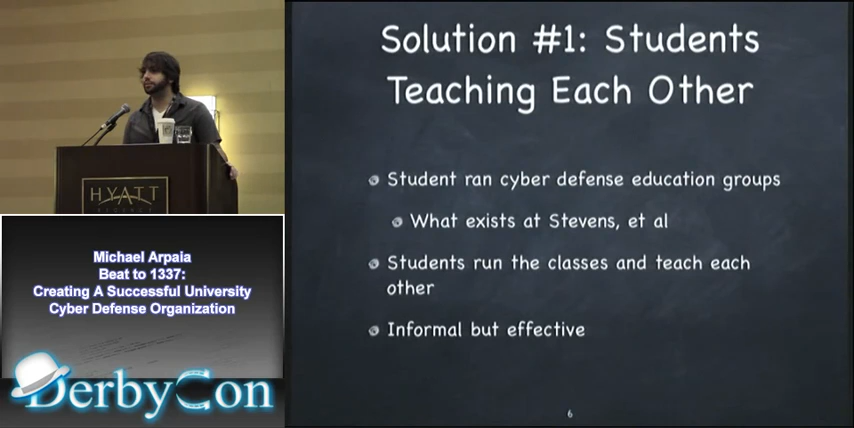 HYATT
Michael Arpaia
Beat to 1337:
Creating A Successful University
Cyber Defense Organization
DerbyCon
Solution #1: Students
Teaching Each Other
Student ran cyber defense education groups
What exists at Stevens, et al
Students run the classes and teach each
other
Informal but effective
6